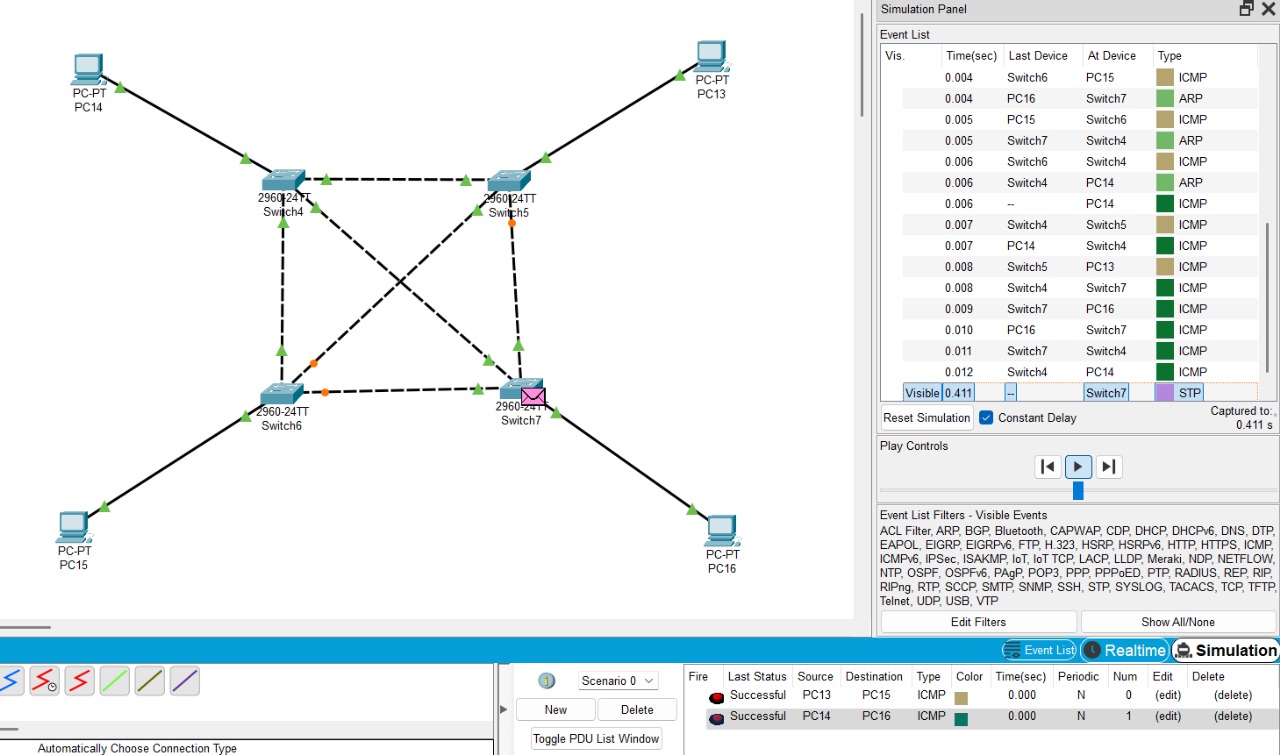 PC-PT
PC14
PC-PT
PC13
2960-24TT
Switch4
2960-24TT
Switch5
2960-24TT
Switch6
2960-24TT
Switch7
PC-PT
PC15
PC-PT
PC16
Simulation Panel
Event List
Vis. Time(sec) Last Device At Device Type
0.004 Switch6 PC15 ICMP
0.004 PC16 Switch7 ARP
0.005 PC15 Switch6 ICMP
0.005 Switch7 Switch4 ARP
0.006 Switch6 Switch4 ICMP
0.006 Switch4 PC14 ARP
0.006 -- PC14 ICMP
0.007 Switch4 Switch5 ICMP
0.007 PC14 Switch4 ICMP
0.008 Switch5 PC13 ICMP
0.008 Switch4 Switch7 ICMP
0.009 Switch7 PC16 ICMP
0.010 PC16 Switch7 ICMP
0.011 Switch7 Switch4 ICMP
0.012 Switch4 PC14 ICMP
Visible 0.411 -- Switch7 STP
Reset Simulation Constant Delay Captured to:
0.411 s
Play Controls
Event List Filters - Visible Events
ACL Filter, ARP, BGP, Bluetooth, CAPWAP, CDP, DHCP, DHCPv6, DNS, DTP,
EAPOL, EIGRP, EIGRPv6, FTP, H.323, HSRP, HSRPv6, HTTP, HTTPS, ICMP,
ICMPv6, IPSec, ISAKMP, IoT, IoT TCP, LACP, LLDP, Meraki, NDP, NETFLOW,
NTP, OSPF, OSPFv6, PAgP, POP3, PPP, PPPoED, PTP, RADIUS, REP, RIP,
RIPng, RTP, SCCP, SMTP, SNMP, SSH, STP, SYSLOG, TACACS, TCP, TFTP,
Telnet, UDP, USB, VTP
Edit Filters Show All/None
Event List Realtime Simulation
Automatically Choose Connection Type
Scenario 0
New Delete
Toggle PDU List Window
Fire Last Status Source Destination Type Color Time(sec) Periodic Num Edit Delete
Successful PC13 PC15 ICMP 0.000 N 0 (edit) (delete)
Successful PC14 PC16 ICMP 0.000 N 1 (edit) (delete)